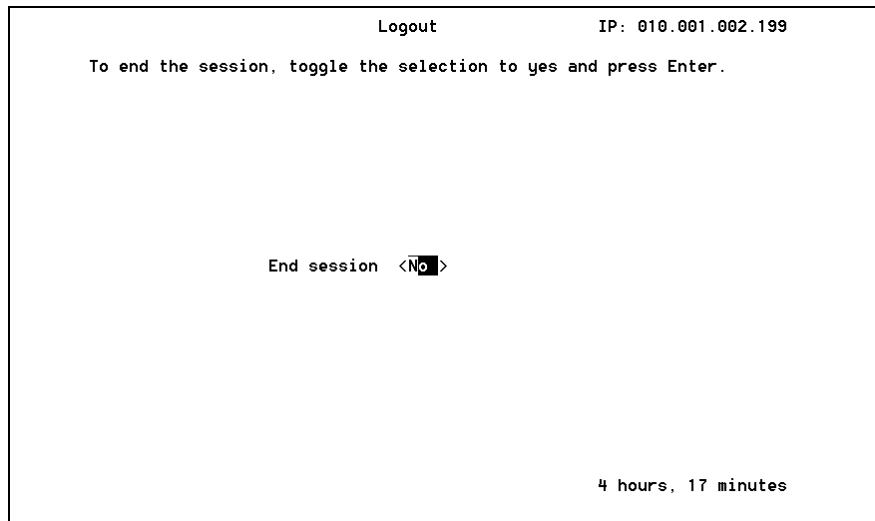 Logout IP: 010.001.002.199
To end the session, toggle the selection to yes and press Enter.
End session <No >
4 hours, 17 minutes